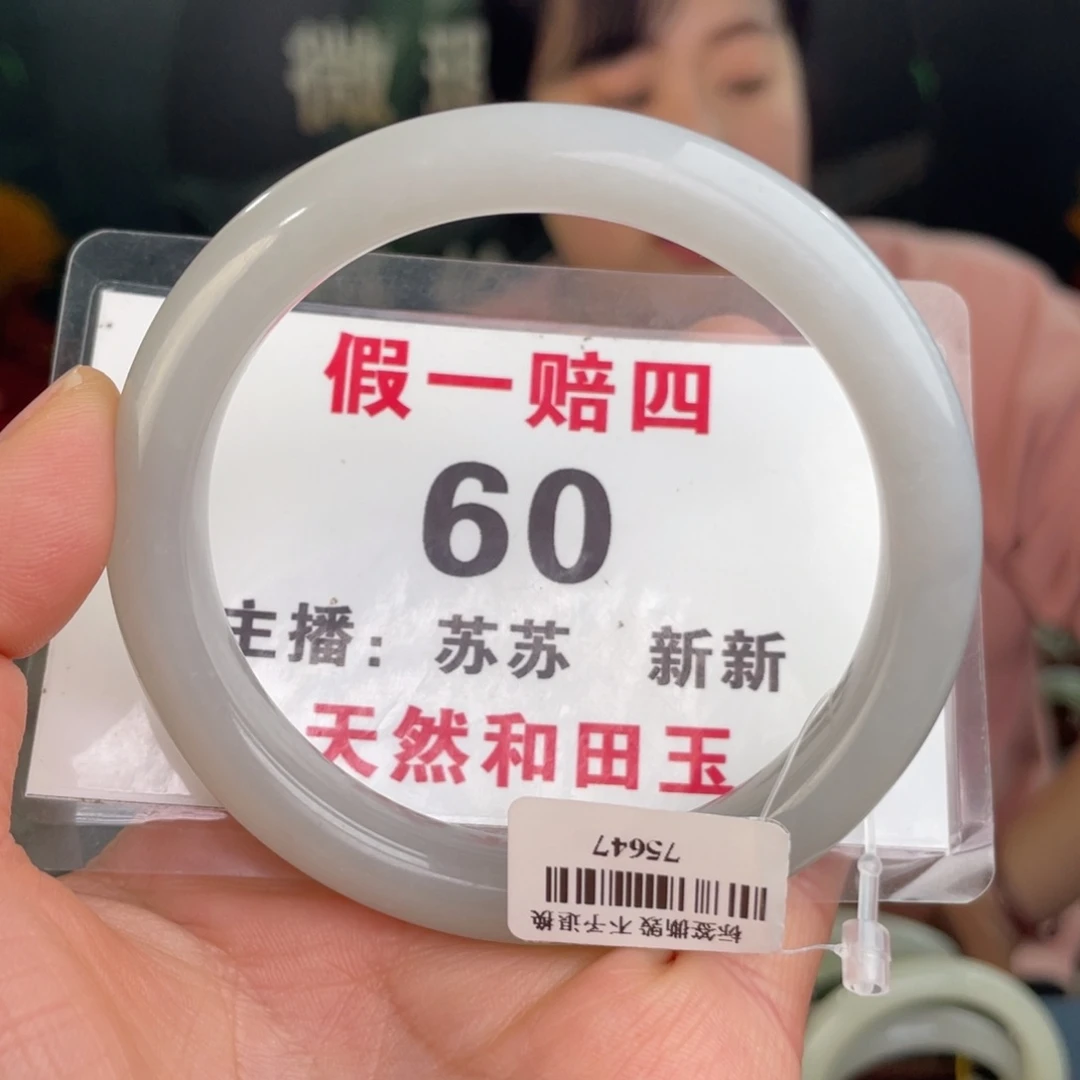 微
假一赔四
60
主播：苏苏 新新
天然和田玉
75647
标签撕毁 不予退换